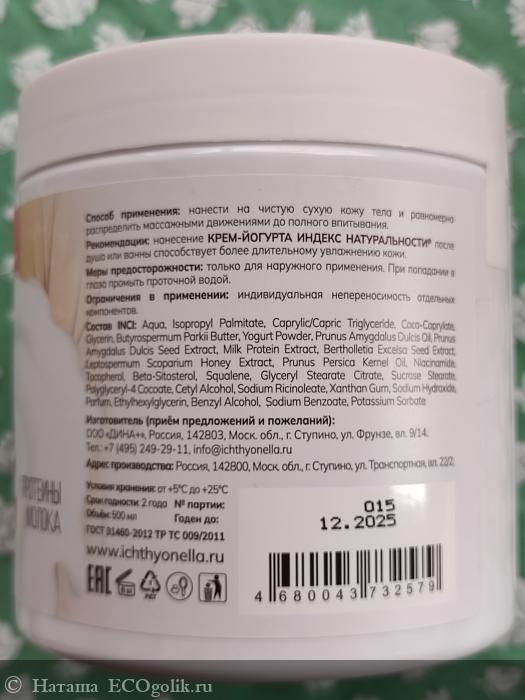 Способ применения: нанести на чистую сухую кожу тела и равномерно
распределить массажными движениями до полного впитывания.
Рекомендации: нанесение КРЕМ-ЙОГУРТА ИНДЕКС НАТУРАЛЬНОСТИ® после
душа или ванны способствует более длительному увлажнению кожи.
Меры предосторожности: только для наружного применения. При попадании в
глаза промыть проточной водой.
Ограничения в применении: индивидуальная непереносимость отдельных
компонентов.
Состав INCI: Aqua, Isopropyl Palmitate, Caprylic/Capric Triglyceride, Coco-Caprylate,
Glycerin, Butyrospermum Parkii Butter, Yogurt Powder, Prunus Amygdalus Dulcis Oil, Prunus
Amygdalus Dulcis Seed Extract, Milk Protein Extract, Bertholletia Excelsa Seed Extract,
Leptospermum Scoparium Honey Extract, Prunus Persica Kernel Oil, Niacinamide,
Tocopherol, Beta-Sitosterol, Squalene, Glyceryl Stearate Citrate, Sucrose Stearate,
Polyglyceryl-4 Cocoate, Cetyl Alcohol, Sodium Ricinoleate, Xanthan Gum, Sodium Hydroxide,
Parfum, Ethylhexylglycerin, Benzyl Alcohol, Sodium Benzoate, Potassium Sorbate
Изготовитель (приём предложений и пожеланий):
ООО «ДИНА+», Россия, 142803, Моск. обл., г. Ступино, ул. Фрунзе, вл. 9/14.
Тел.: +7 (495) 249-29-11, info@ichthyonella.ru
Адрес производства: Россия, 142800, Моск. обл., г. Ступино, ул. Транспортная, вл. 22/2.
ПРОТЕИНЫ
МОЛОКА
Условия хранения: от +5°С до +25°С
Срок годности: 2 года № партии: 015
Объём: 500 мл Годен до: 12.2025
ГОСТ 31460-2012 ТР ТС 009/2011
www.ichthyonella.ru
EAC
4 680043 732579
© Наташа ECOgolik.ru